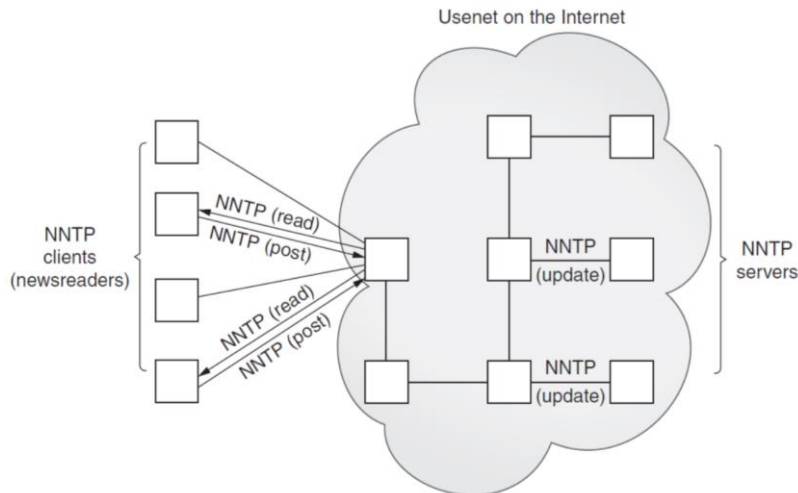 Usenet on the Internet
NNTP
clients
(newsreaders)
NNTP (read)
NNTP (post)
NNTP (read)
NNTP (post)
NNTP
(update)
NNTP
(update)
NNTP
servers